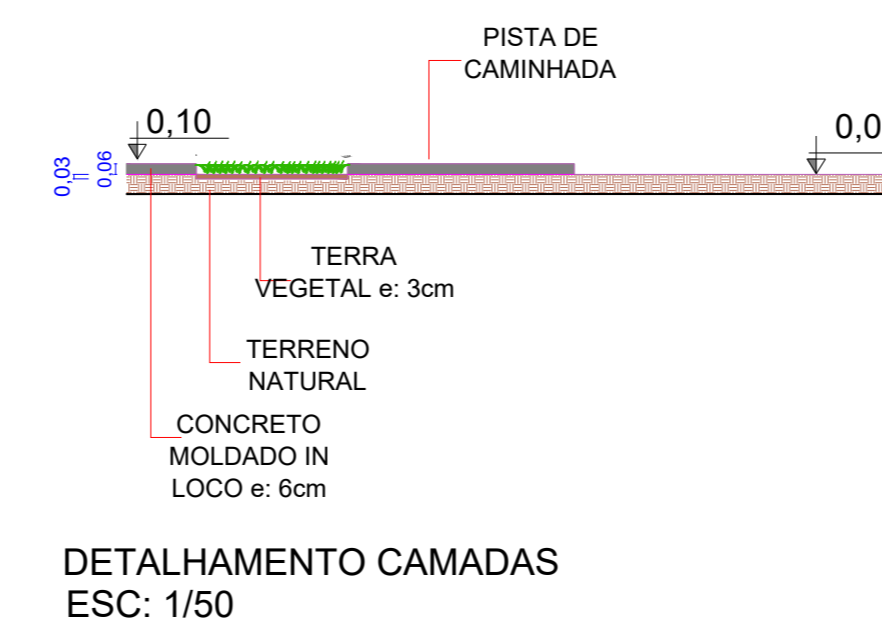 PISTA DE
CAMINHADA
0,10
0,0
0,03
0,06
TERRA
VEGETAL e: 3cm
TERRENO
NATURAL
CONCRETO
MOLDADO IN
LOCO e: 6cm
DETALHAMENTO CAMADAS
ESC: 1/50